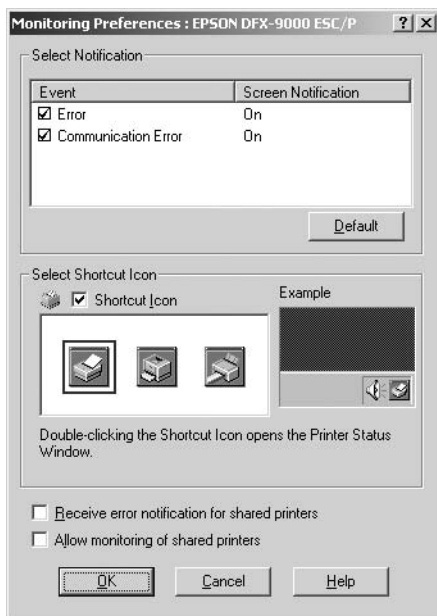 Monitoring Preferences : EPSON DFX-9000 ESC/P
Select Notification
Event Screen Notification
Error On
Communication Error On
Default
Select Shortcut Icon
Shortcut Icon Example
Double-clicking the Shortcut Icon opens the Printer Status
Window.
Receive error notification for shared printers
Allow monitoring of shared printers
OK Cancel Help